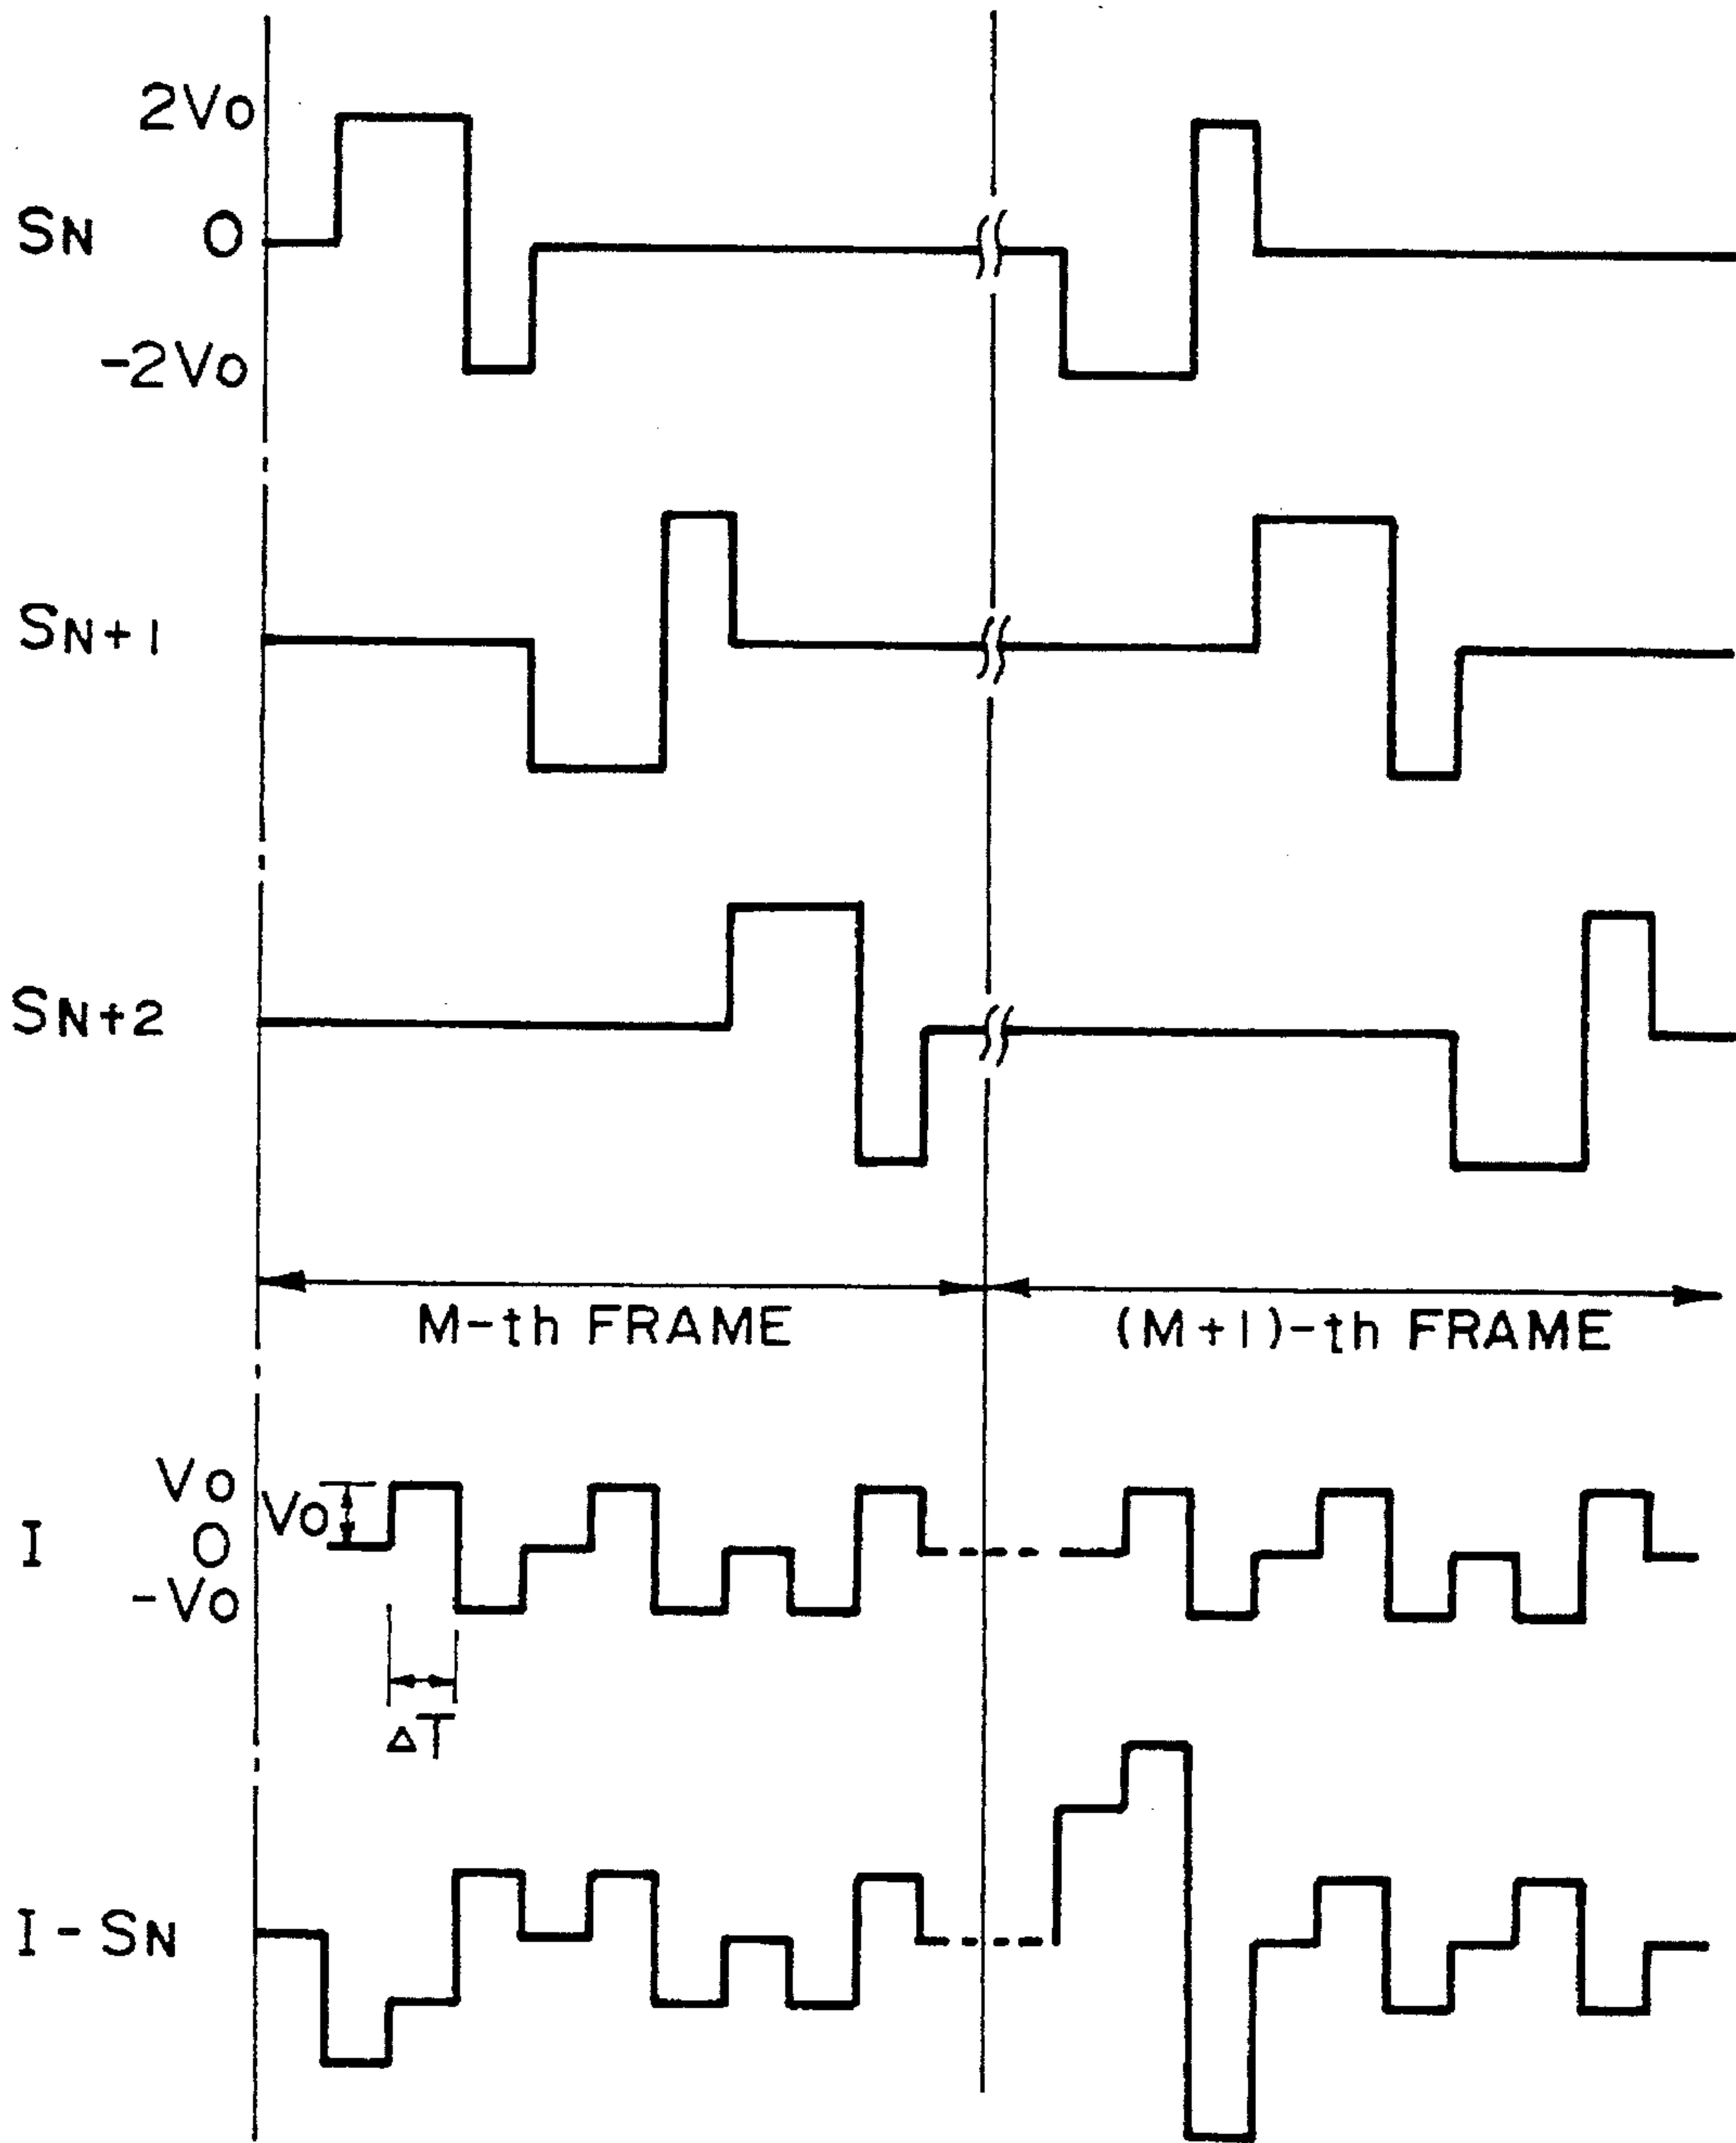 2Vo
SN 0
-2Vo
SN+1
SN+2
M-th FRAME (M+1)-th FRAME
Vo
Vo
I 0
-Vo
ΔT
I-SN